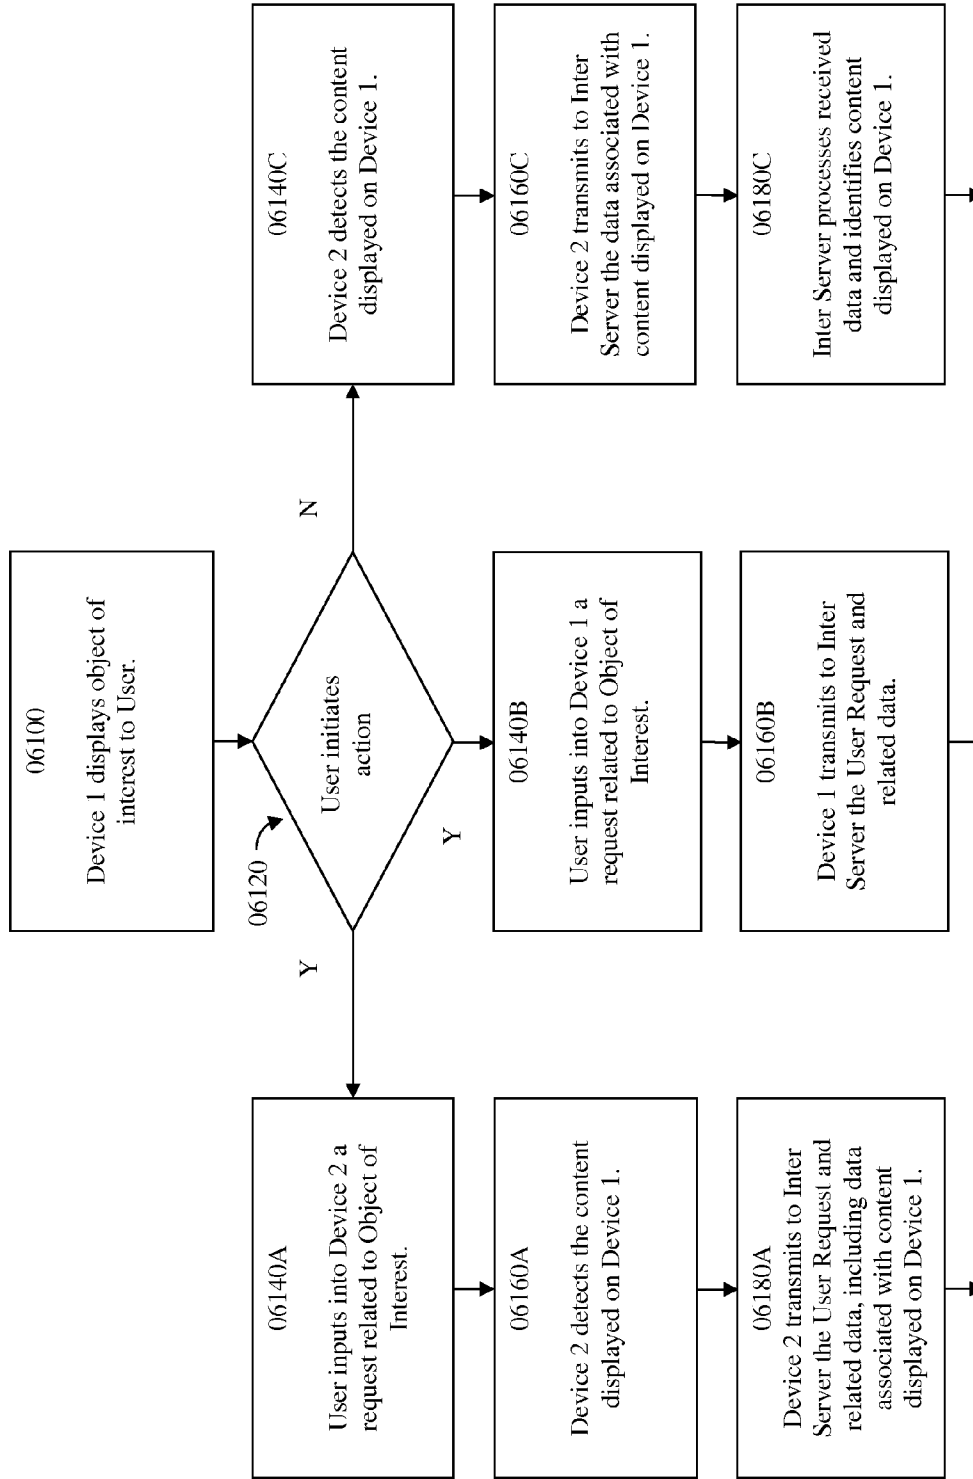 06100
Device 1 displays object of
interest to User.
06120
User initiates
action
Y
Y
N
06140A
User inputs into Device 2 a
request related to Object of
Interest.
06160A
Device 2 detects the content
displayed on Device 1.
06180A
Device 2 transmits to Inter
Server the User Request and
related data, including data
associated with content
displayed on Device 1.
06140B
User inputs into Device 1 a
request related to Object of
Interest.
06160B
Device 1 transmits to Inter
Server the User Request and
related data.
06140C
Device 2 detects the content
displayed on Device 1.
06160C
Device 2 transmits to Inter
Server the data associated with
content displayed on Device 1.
06180C
Inter Server processes received
data and identifies content
displayed on Device 1.